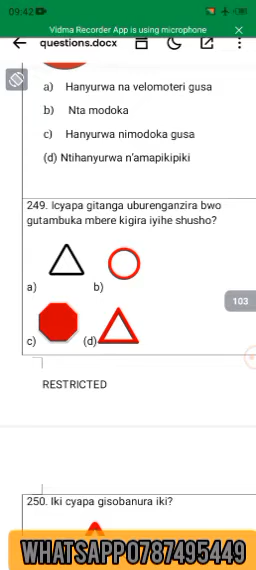 09:42
Vidma Recorder App is using microphone
questions.docx
a) Hanyurwa na velomoteri gusa
b) Nta modoka
c) Hanyurwa nimodoka gusa
(d) Ntihanyurwa n'amapikipiki
249. Icyapa gitanga uburenganzira bwo
gutambuka mbere kigira iyihe shusho?
a) b)
103
c) (d)
RESTRICTED
250. Iki cyapa gisobanura iki?
WHATSAPP 0787495449